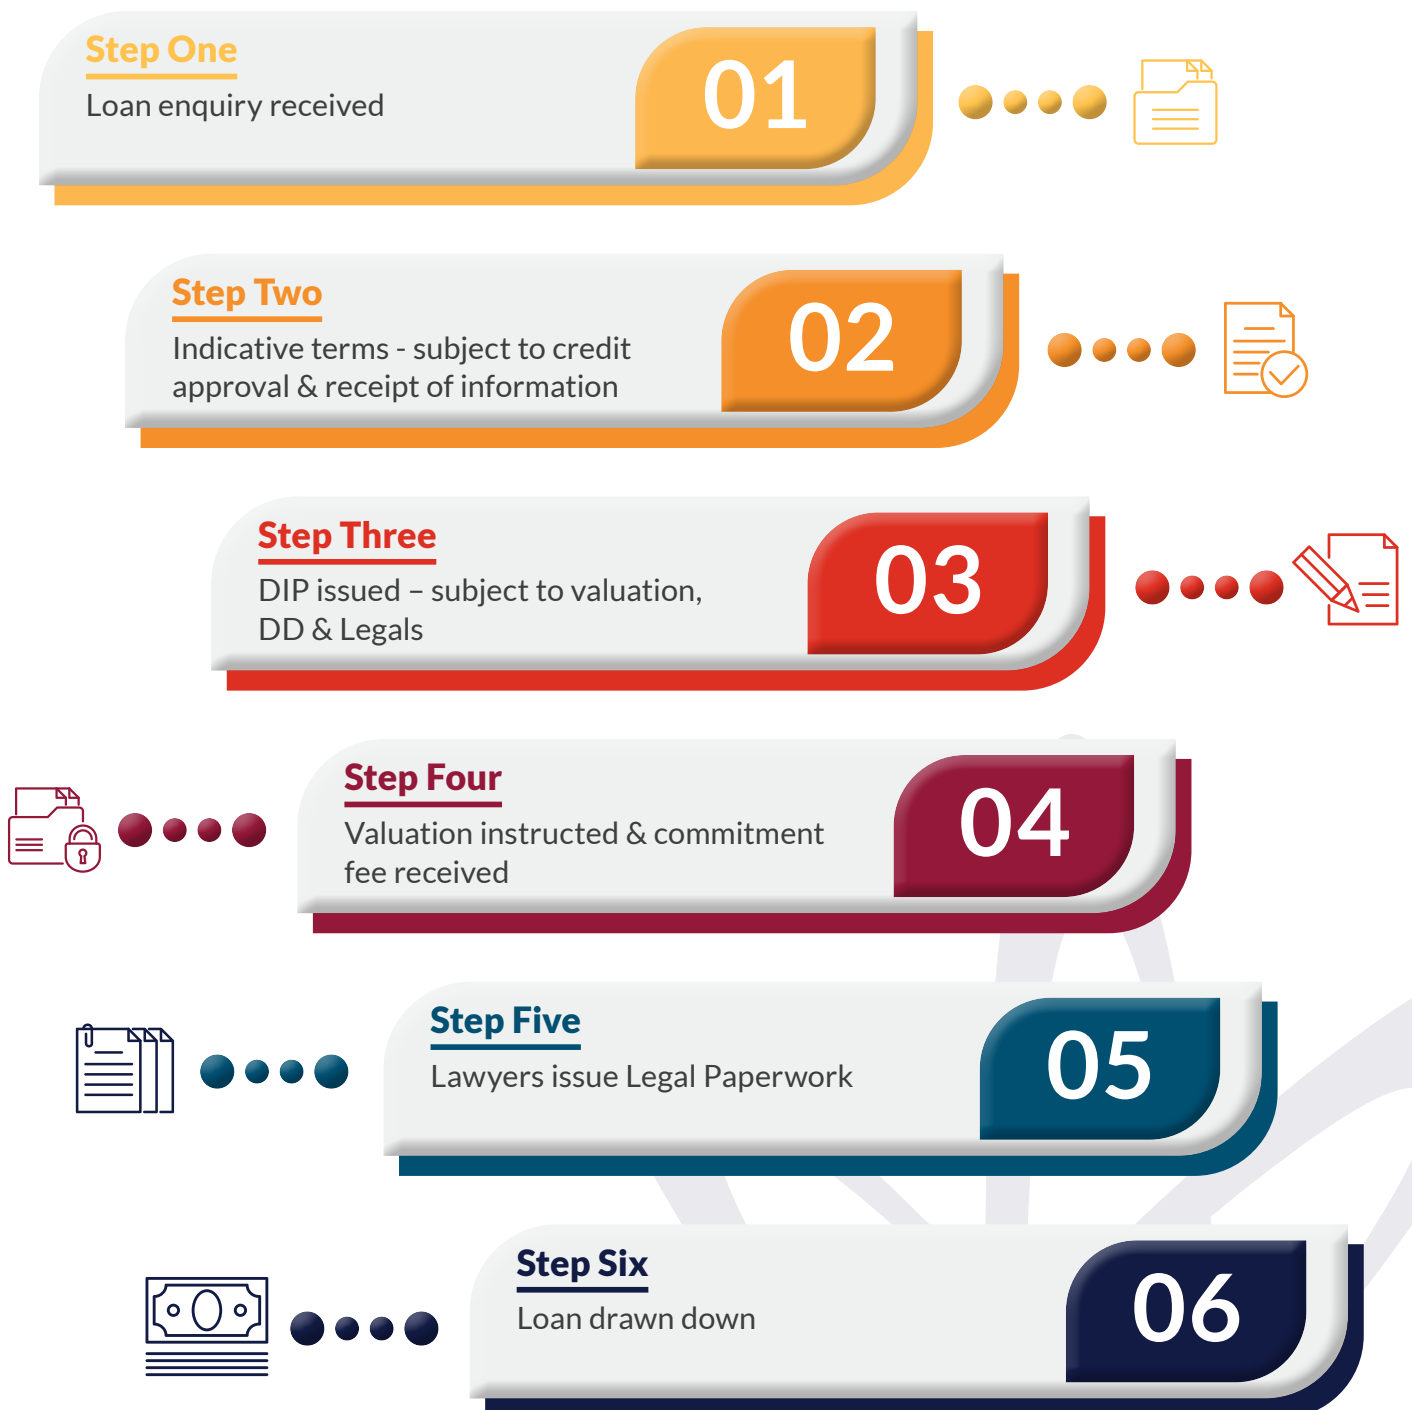 Step One
Loan enquiry received
01
Step Two
Indicative terms - subject to credit
approval & receipt of information
02
Step Three
DIP issued – subject to valuation,
DD & Legals
03
Step Four
Valuation instructed & commitment
fee received
04
Step Five
Lawyers issue Legal Paperwork
05
Step Six
Loan drawn down
06